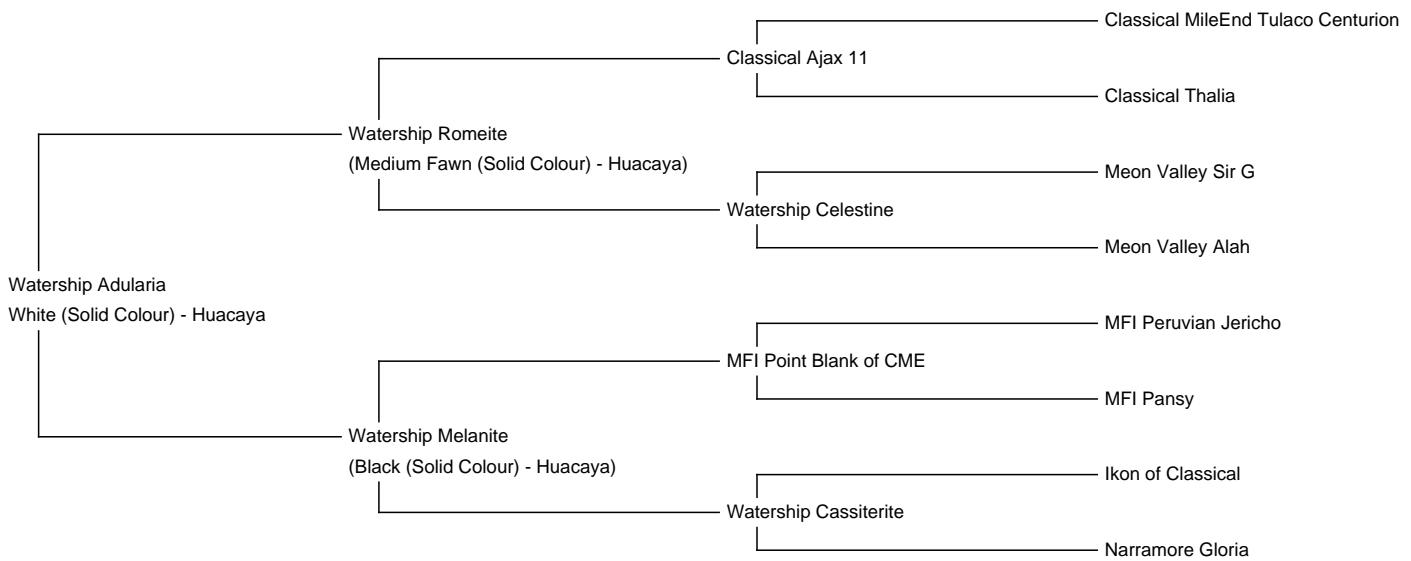 Classical MileEnd Tulaco Centurion
Classical Ajax 11
Classical Thalia
Watership Romeite
(Medium Fawn (Solid Colour) - Huacaya)
Meon Valley Sir G
Watership Celestine
Meon Valley Alah
Watership Adularia
White (Solid Colour) - Huacaya
MFI Peruvian Jericho
MFI Point Blank of CME
MFI Pansy
Watership Melanite
(Black (Solid Colour) - Huacaya)
Ikon of Classical
Watership Cassiterite
Narramore Gloria